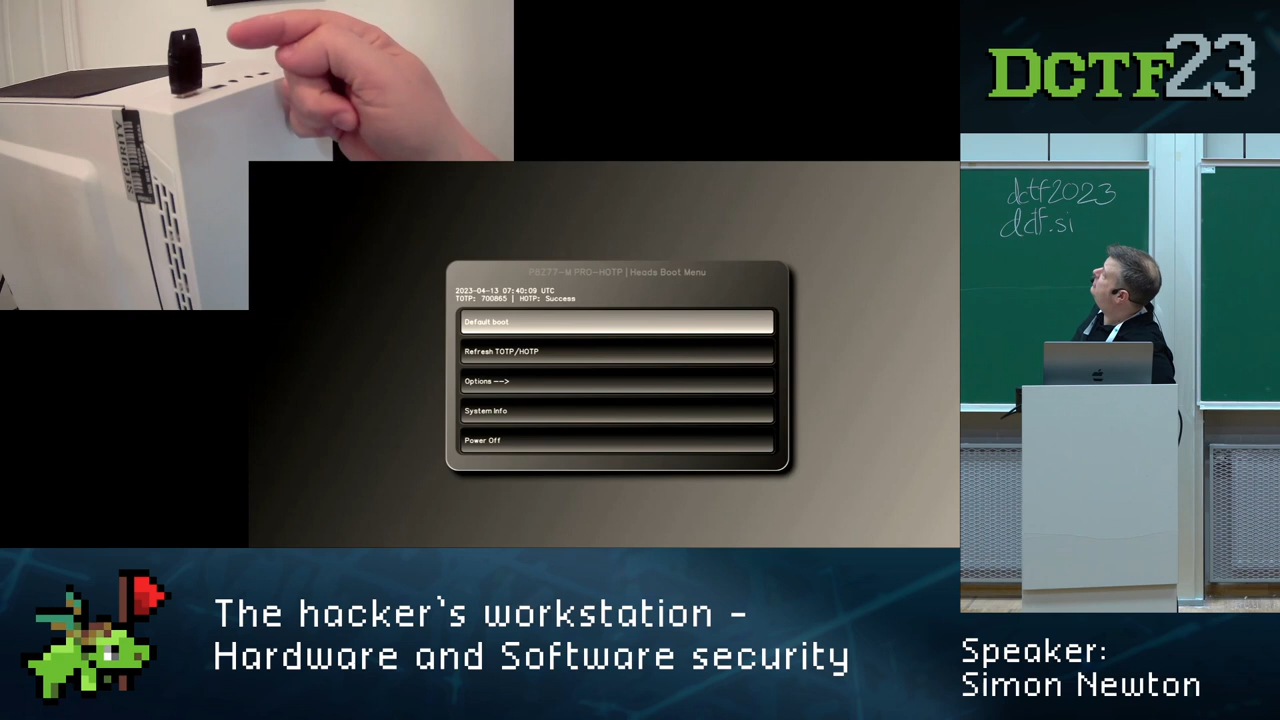 SECURITY
DCTF23
dctf2023
dctf.si
P8Z77-M PRO-HOTP | Heads Boot Menu
2023-04-13 07:40:09 UTC
TOTP: 700865 | HOTP: Success
Default boot
Refresh TOTP/HOTP
Options -->
System Info
Power Off
The hacker's workstation -
Hardware and Software security
Speaker:
Simon Newton